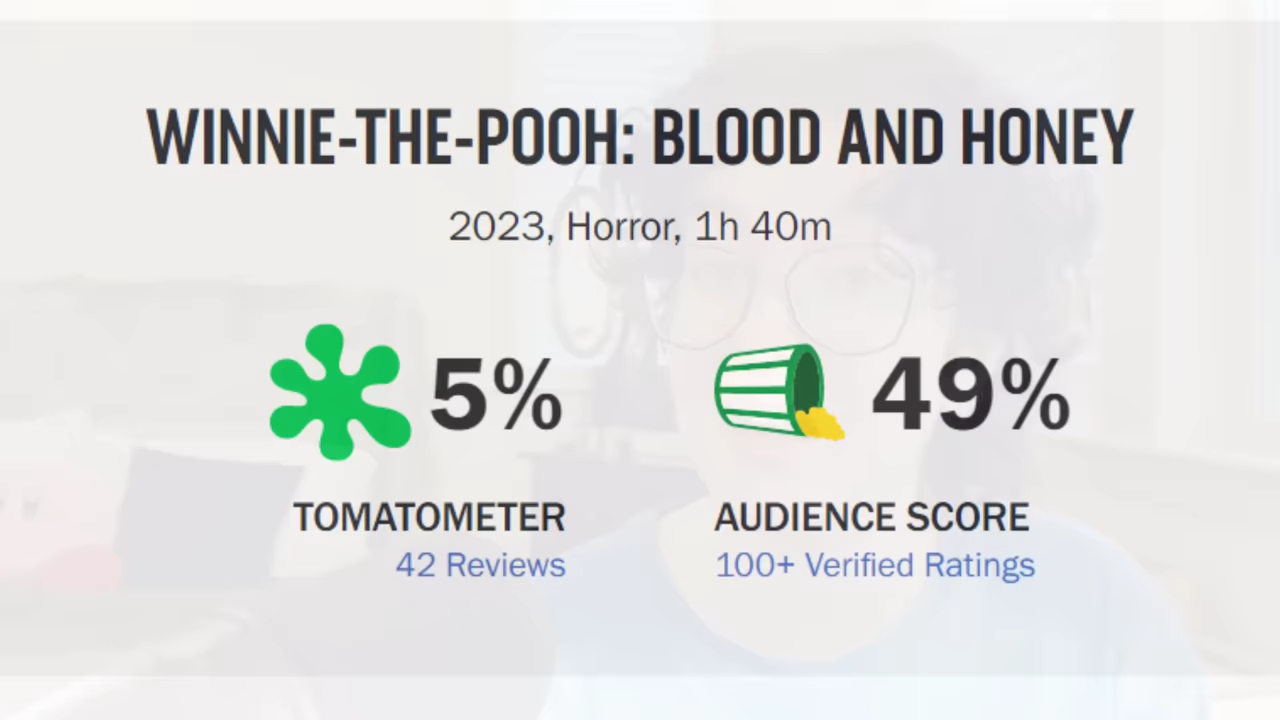 WINNIE-THE-POOH: BLOOD AND HONEY
2023, Horror, 1h 40m
5%
49%
TOMATOMETER
AUDIENCE SCORE
42 Reviews
100+ Verified Ratings